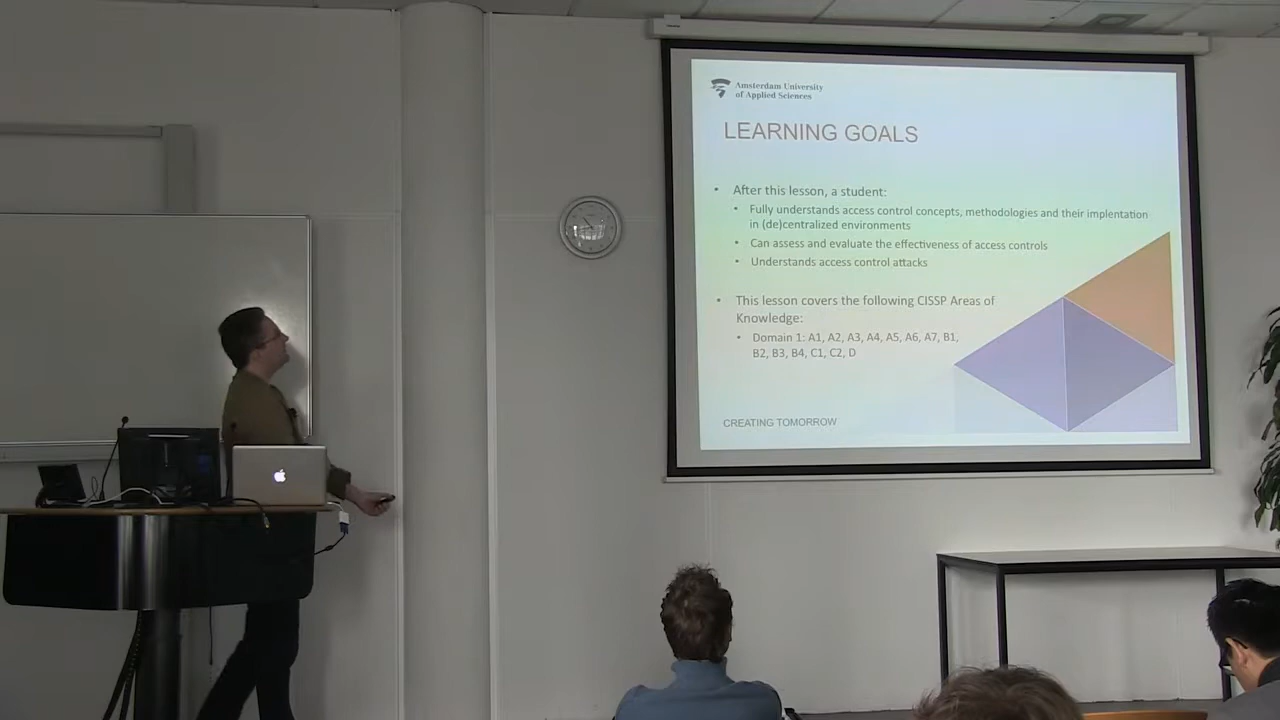 Amsterdam University
of Applied Sciences
LEARNING GOALS
• After this lesson, a student:
• Fully understands access control concepts, methodologies and their implentation
in (de)centralized environments
• Can assess and evaluate the effectiveness of access controls
• Understands access control attacks
• This lesson covers the following CISSP Areas of
Knowledge:
• Domain 1: A1, A2, A3, A4, A5, A6, A7, B1,
B2, B3, B4, C1, C2, D
CREATING TOMORROW